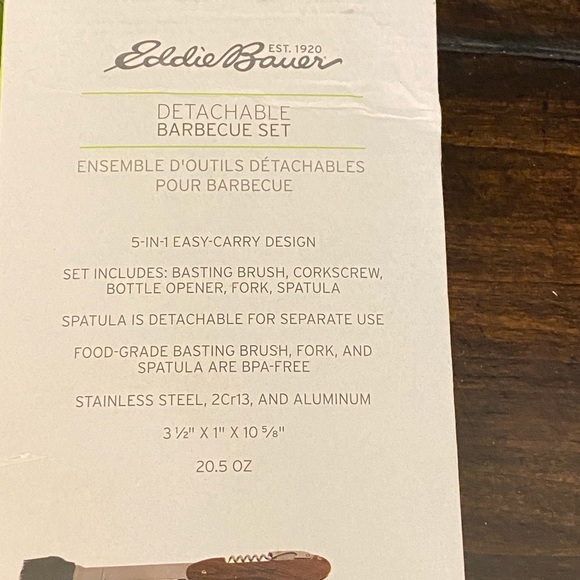 Eddie Bauer
EST. 1920
DETACHABLE
BARBECUE SET
ENSEMBLE D'OUTILS DÉTACHABLES
POUR BARBECUE
5-IN-1 EASY-CARRY DESIGN
SET INCLUDES: BASTING BRUSH, CORKSCREW,
BOTTLE OPENER, FORK, SPATULA
SPATULA IS DETACHABLE FOR SEPARATE USE
FOOD-GRADE BASTING BRUSH, FORK, AND
SPATULA ARE BPA-FREE
STAINLESS STEEL, 2Cr13, AND ALUMINUM
3 ½" X 1" X 10 ⅝"
20.5 OZ